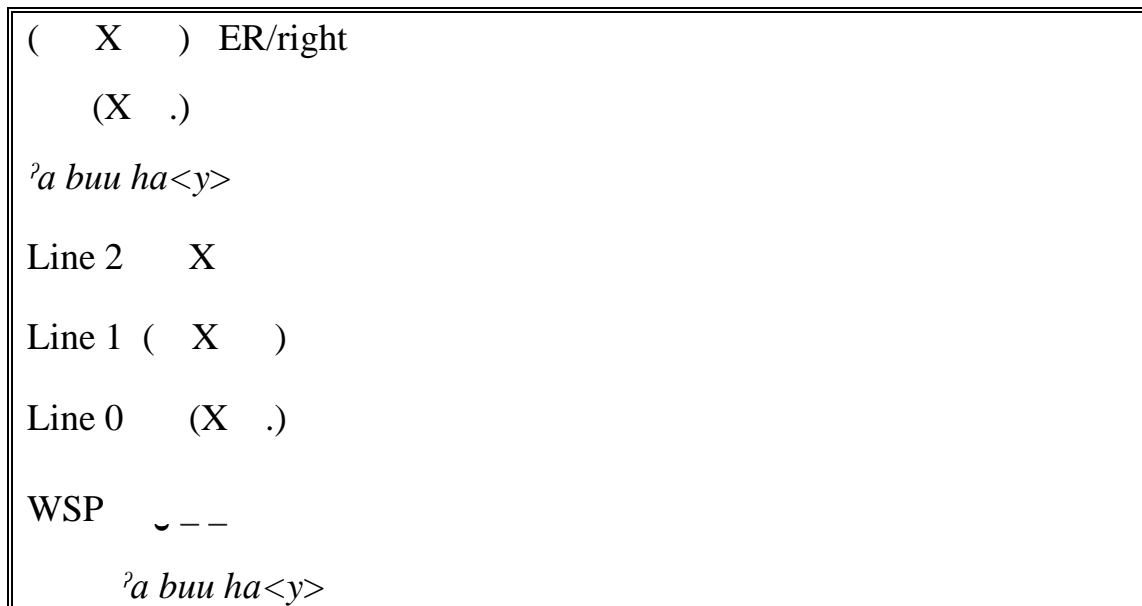 ( X ) ER/right
(X .)
ˀa buu ha<y>
Line 2 X
Line 1 ( X )
Line 0 (X .)
WSP ⏑ – –
ˀa buu ha<y>